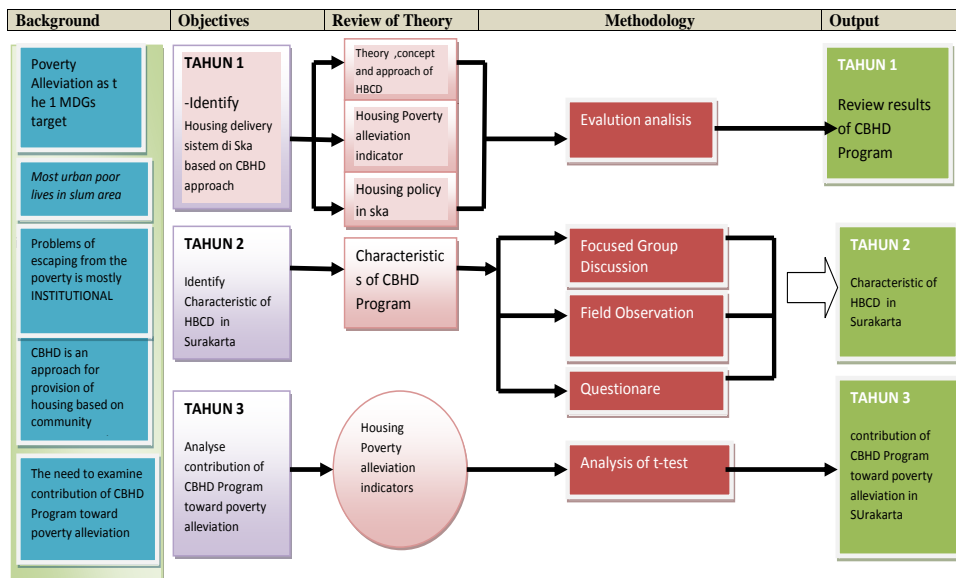 Background
Objectives
Review of Theory
Methodology
Output
Poverty
Alleviation as t
he 1 MDGs
target
Most urban poor
lives in slum area
Problems of
escaping from the
poverty is mostly
INSTITUTIONAL
CBHD is an
approach for
provision of
housing based on
community
The need to examine
contribution of CBHD
Program toward
poverty alleviation
TAHUN 1
-Identify
Housing delivery
sistem di Ska
based on CBHD
approach
TAHUN 2
Identify
Characteristic of
HBCD in
Surakarta
TAHUN 3
Analyse
contribution of
CBHD Program
toward poverty
alleviation
Theory ,concept
and approach of
HBCD
Housing Poverty
alleviation
indicator
Housing policy
in ska
Characteristic
s of CBHD
Program
Housing
Poverty
alleviation
indicators
Evalution analisis
Focused Group
Discussion
Field Observation
Questionare
Analysis of t-test
TAHUN 1
Review results
of CBHD
Program
TAHUN 2
Characteristic of
HBCD in
Surakarta
TAHUN 3
contribution of
CBHD Program
toward poverty
alleviation in
SUrakarta